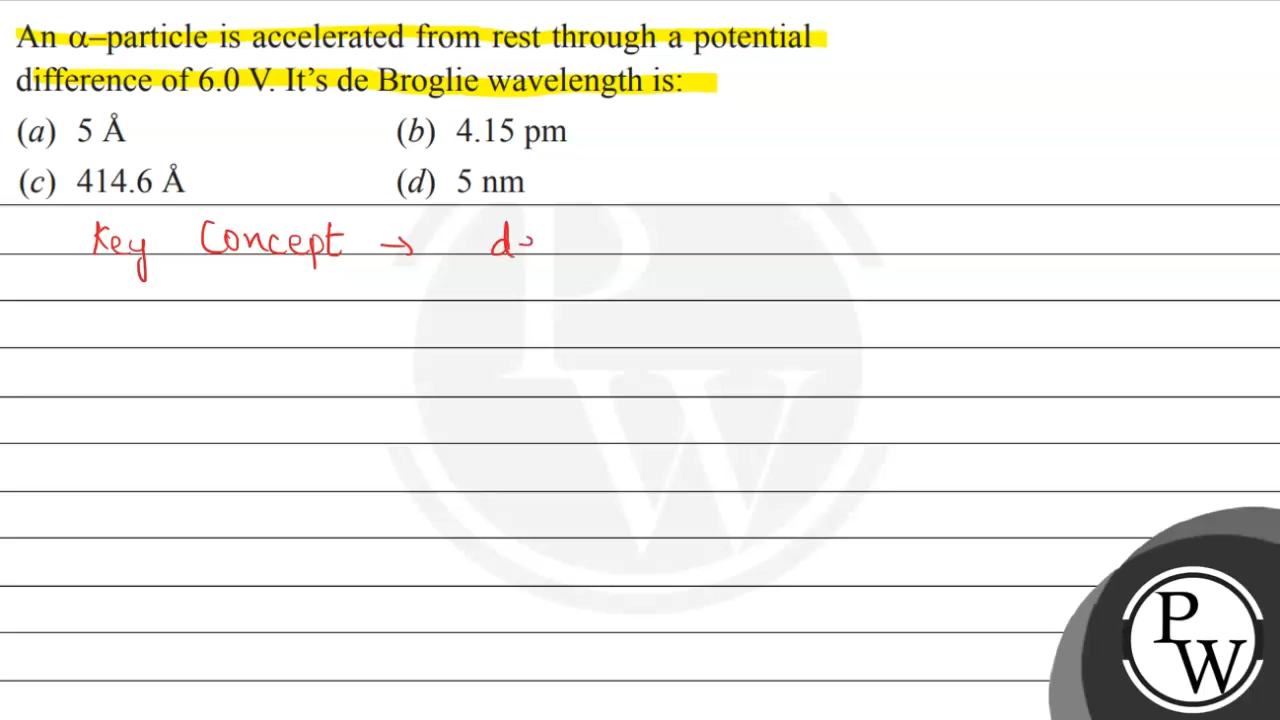 An α–particle is accelerated from rest through a potential
difference of 6.0 V. It’s de Broglie wavelength is:
(a) 5 Å (b) 4.15 pm
(c) 414.6 Å (d) 5 nm
Key Concept → d
PW
PW